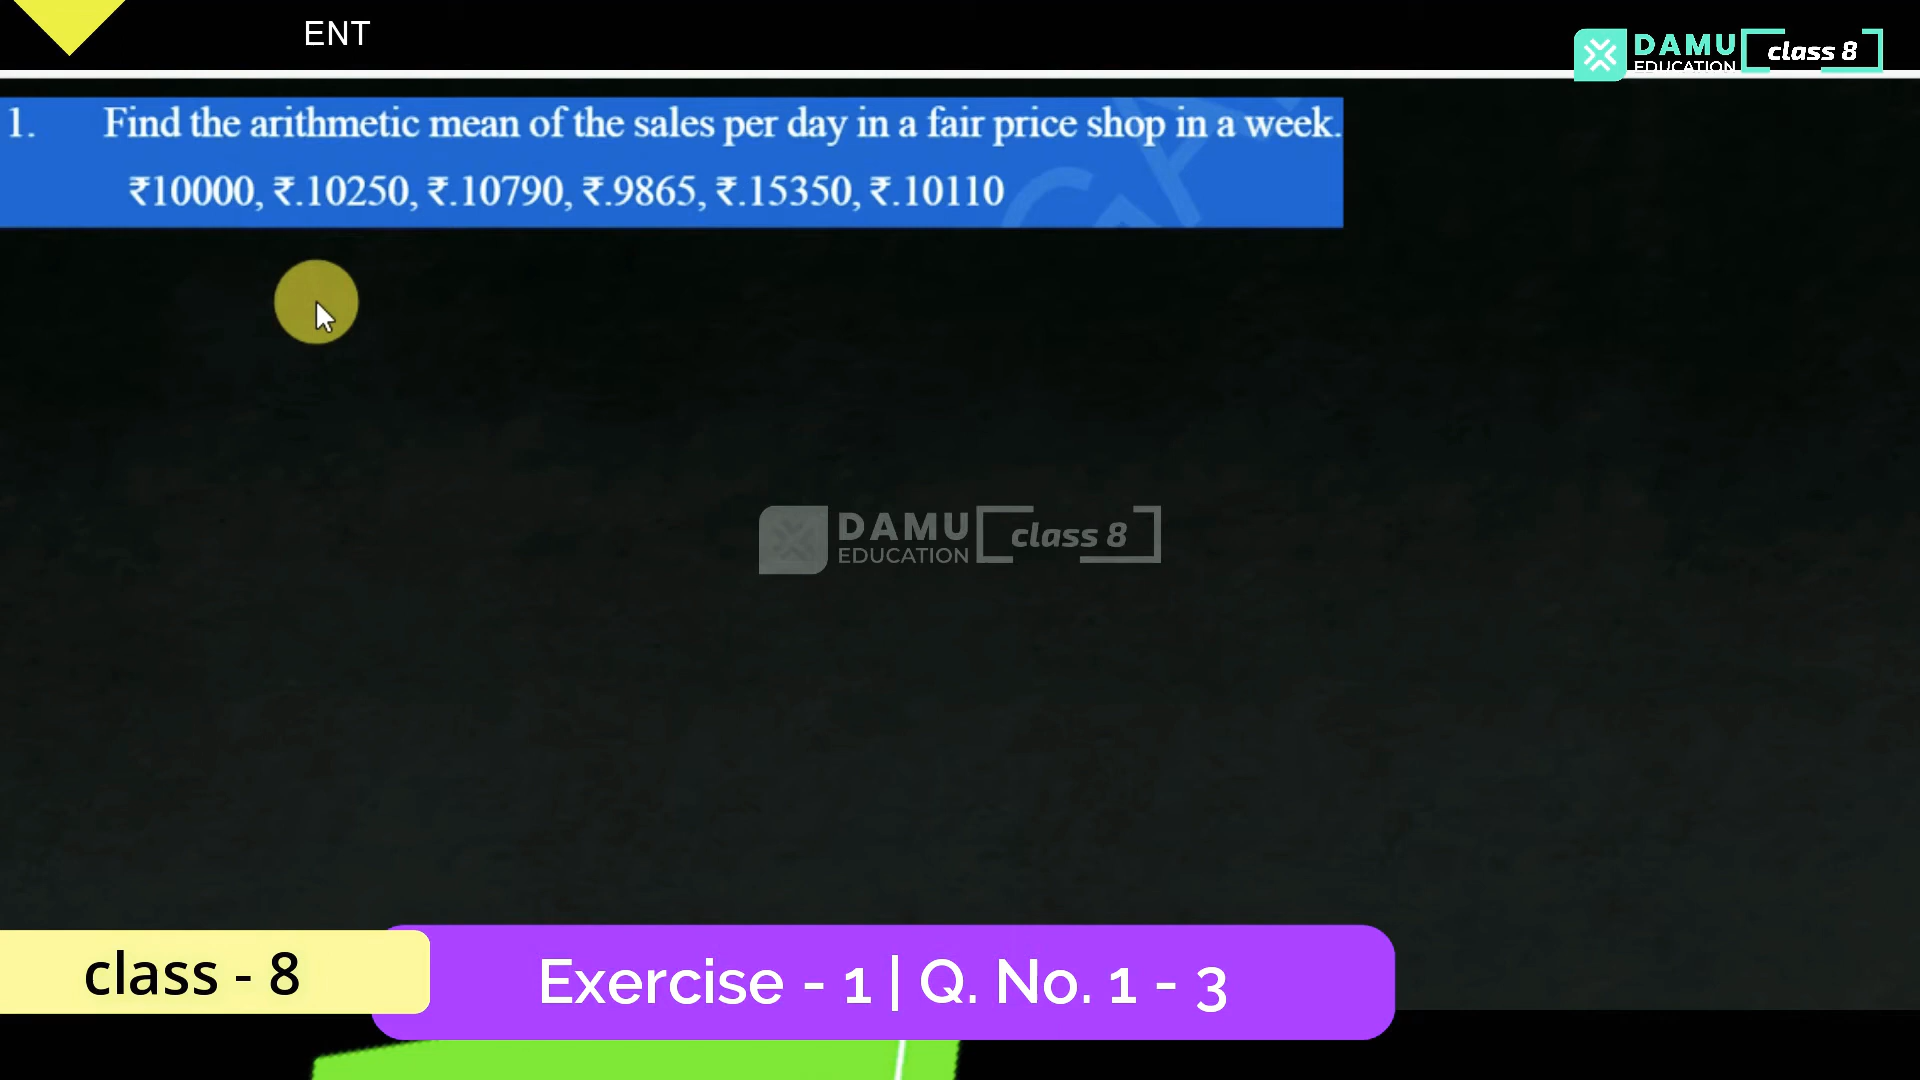 ENT
DAMU
EDUCATION
class 8
1. Find the arithmetic mean of the sales per day in a fair price shop in a week.
₹10000, ₹.10250, ₹.10790, ₹.9865, ₹.15350, ₹.10110
DAMU
EDUCATION
class 8
class - 8
Exercise - 1 | Q. No. 1 - 3